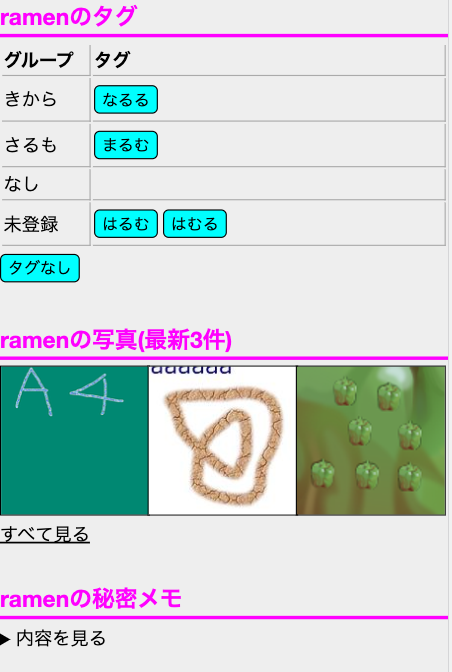 ramenのタグ
グループ タグ
きから なるる
さるも まるむ
なし
未登録 はるむ はむる
タグなし
ramenの写真(最新3件)
A 4
aaaaaa
すべて見る
ramenの秘密メモ
▶ 内容を見る